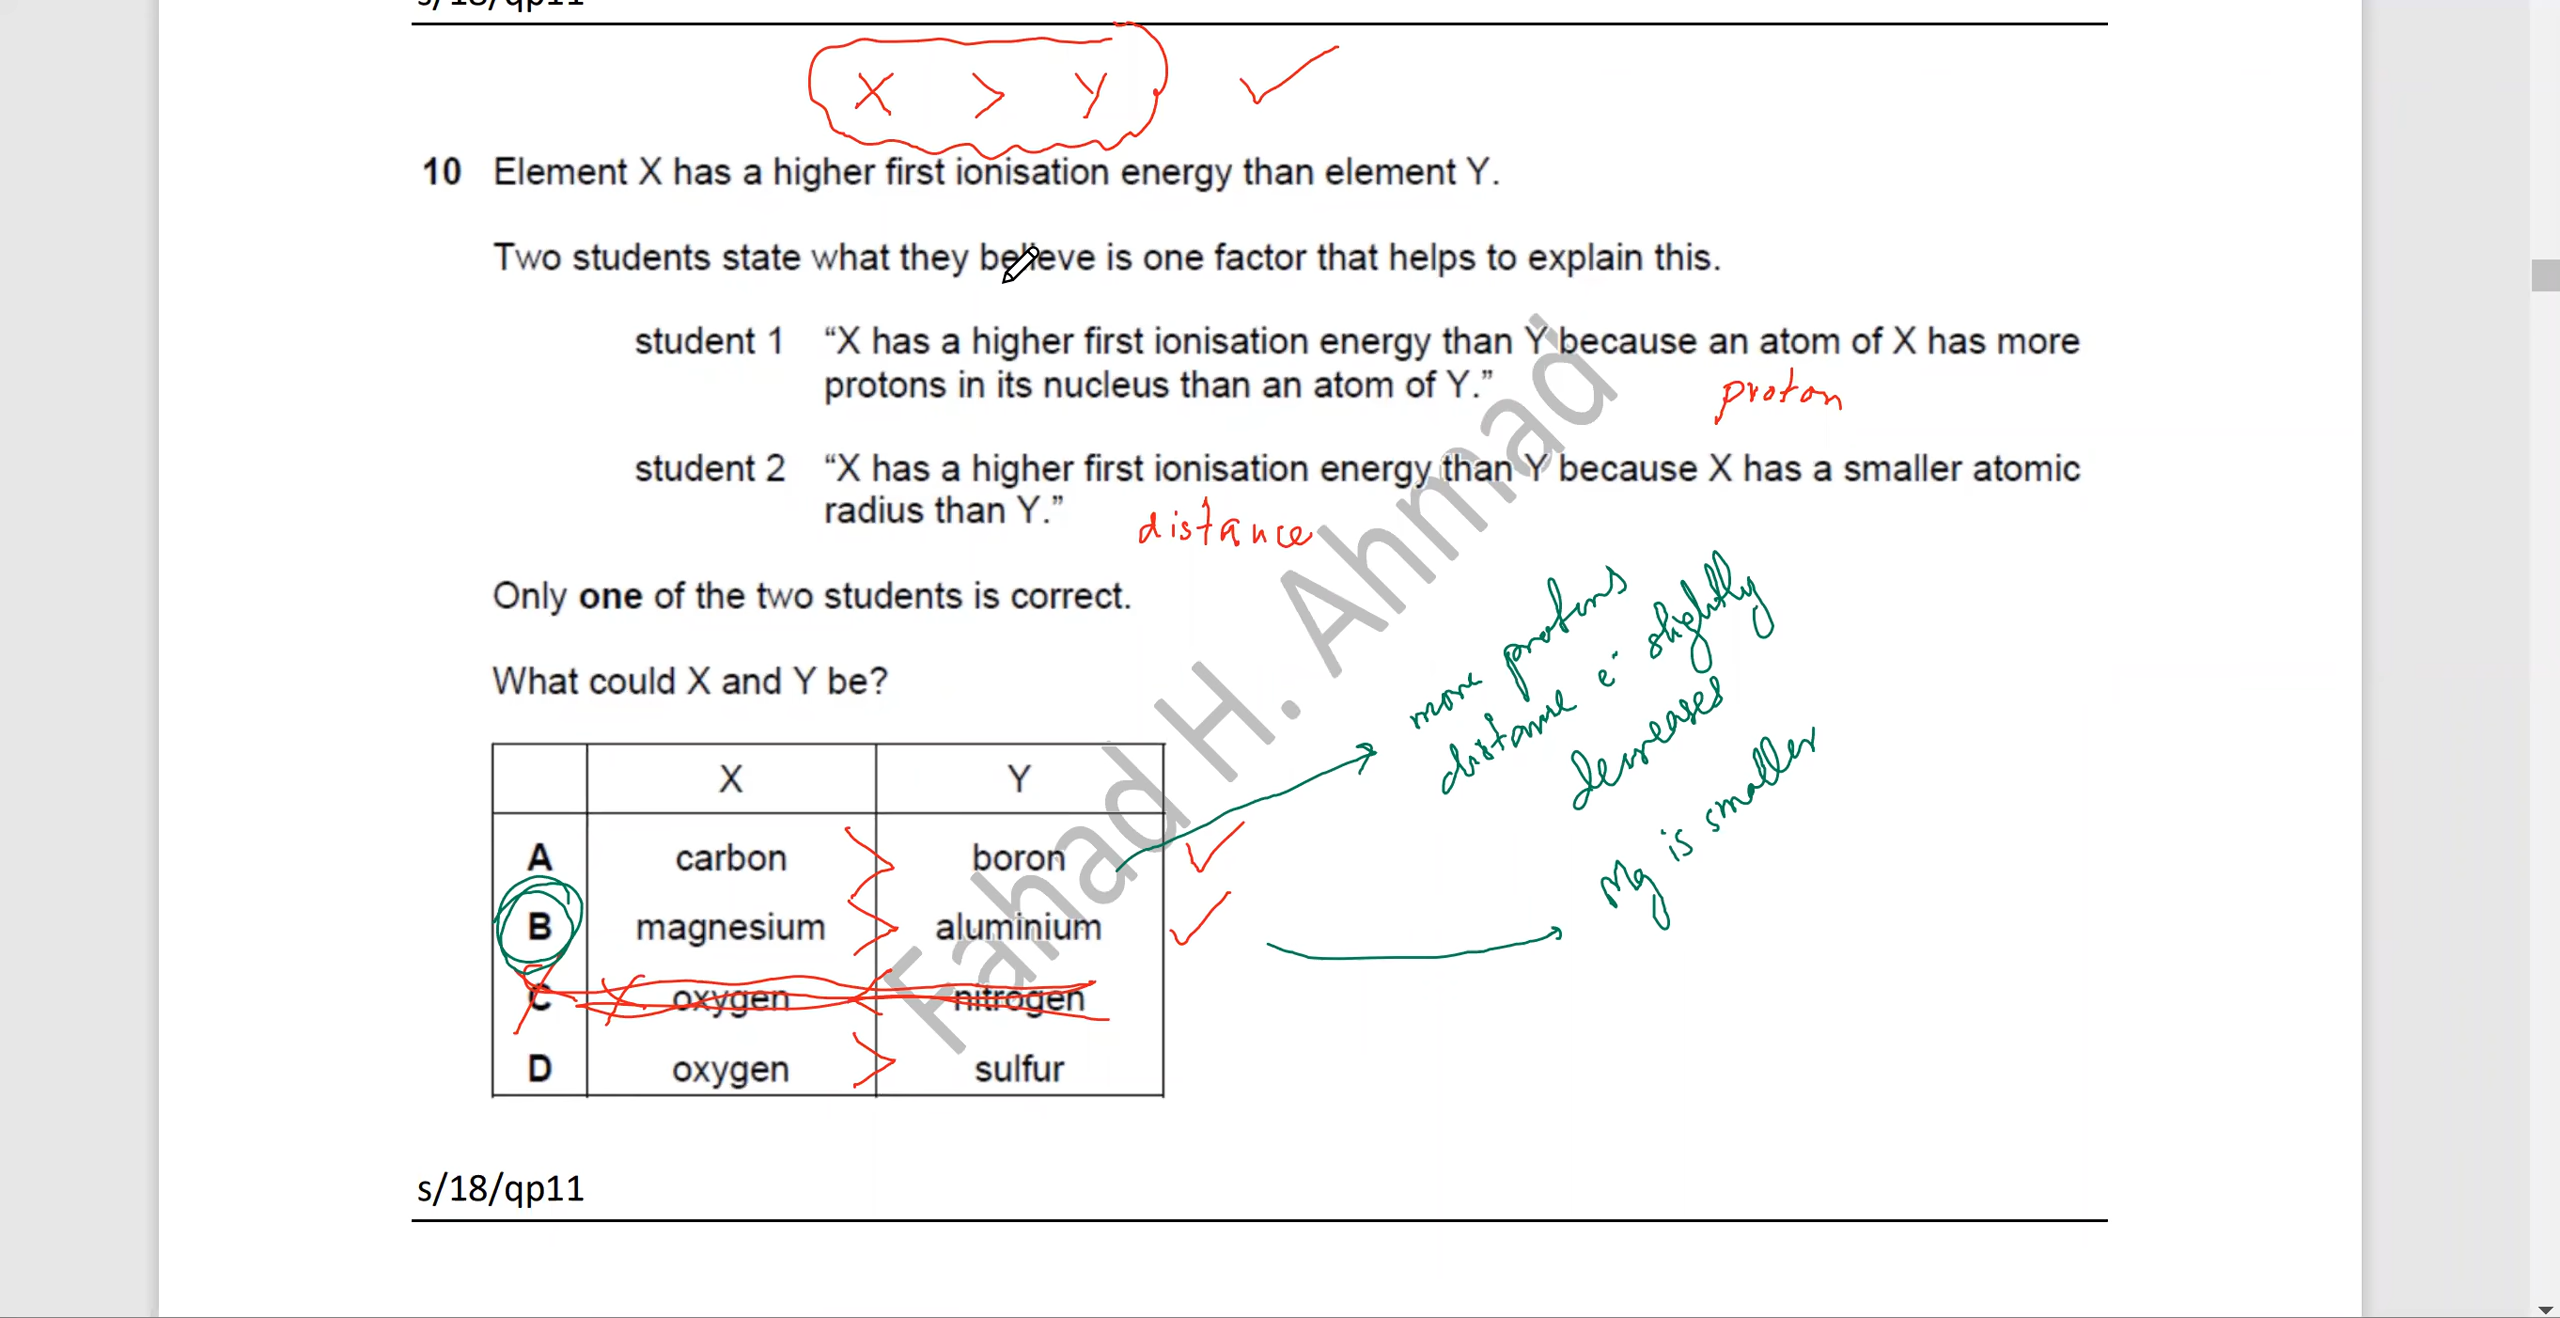 s/18/qp11
X > Y
10 Element X has a higher first ionisation energy than element Y.
Two students state what they believe is one factor that helps to explain this.
student 1 “X has a higher first ionisation energy than Y because an atom of X has more
protons in its nucleus than an atom of Y.”
proton
student 2 “X has a higher first ionisation energy than Y because X has a smaller atomic
radius than Y.”
distance
Only one of the two students is correct.
What could X and Y be?
more protons
distance e- slightly
decreases
Mg is smaller
X Y
A carbon > boron
B magnesium > aluminium
C oxygen < nitrogen
D oxygen > sulfur
Fahad H. Ahmad
s/18/qp11